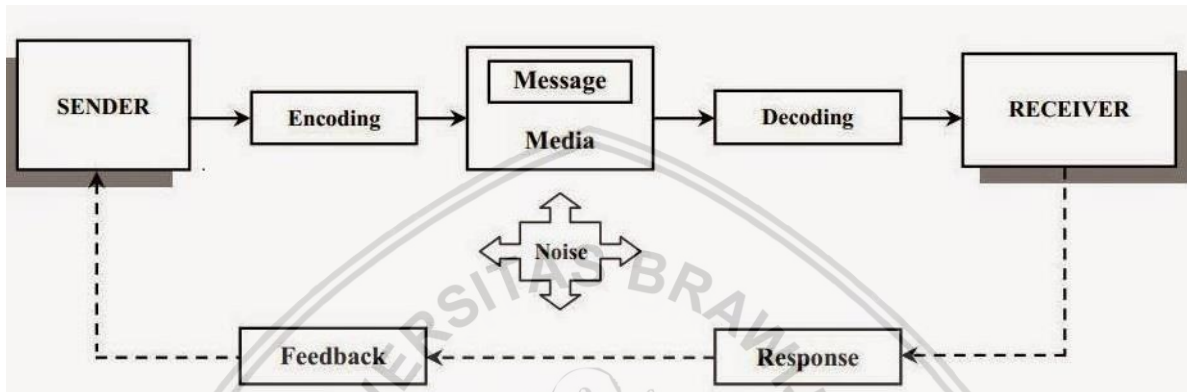 SENDER
Encoding
Message
Media
Decoding
RECEIVER
Noise
Feedback
Response